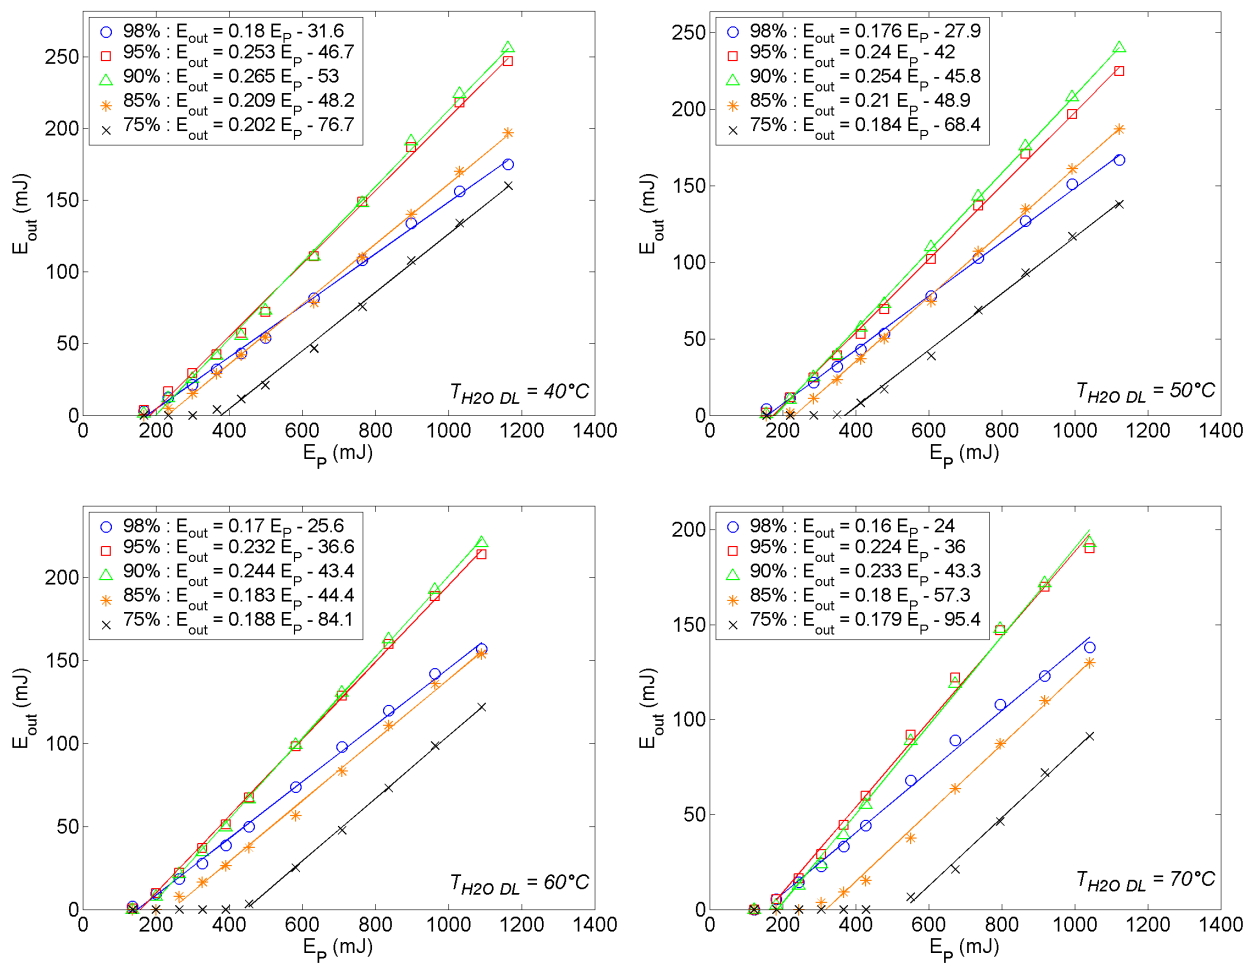 98% : Eout = 0.18 EP - 31.6
95% : Eout = 0.253 EP - 46.7
90% : Eout = 0.265 EP - 53
85% : Eout = 0.209 EP - 48.2
75% : Eout = 0.202 EP - 76.7
250
200
150
100
50
0
Eout (mJ)
TH2O DL = 40°C
0 200 400 600 800 1000 1200 1400
EP (mJ)
98% : Eout = 0.176 EP - 27.9
95% : Eout = 0.24 EP - 42
90% : Eout = 0.254 EP - 45.8
85% : Eout = 0.21 EP - 48.9
75% : Eout = 0.184 EP - 68.4
250
200
150
100
50
0
Eout (mJ)
TH2O DL = 50°C
0 200 400 600 800 1000 1200 1400
EP (mJ)
98% : Eout = 0.17 EP - 25.6
95% : Eout = 0.232 EP - 36.6
90% : Eout = 0.244 EP - 43.4
85% : Eout = 0.183 EP - 44.4
75% : Eout = 0.188 EP - 84.1
200
150
100
50
0
Eout (mJ)
TH2O DL = 60°C
0 200 400 600 800 1000 1200 1400
EP (mJ)
98% : Eout = 0.16 EP - 24
95% : Eout = 0.224 EP - 36
90% : Eout = 0.233 EP - 43.3
85% : Eout = 0.18 EP - 57.3
75% : Eout = 0.179 EP - 95.4
200
150
100
50
0
Eout (mJ)
TH2O DL = 70°C
0 200 400 600 800 1000 1200 1400
EP (mJ)